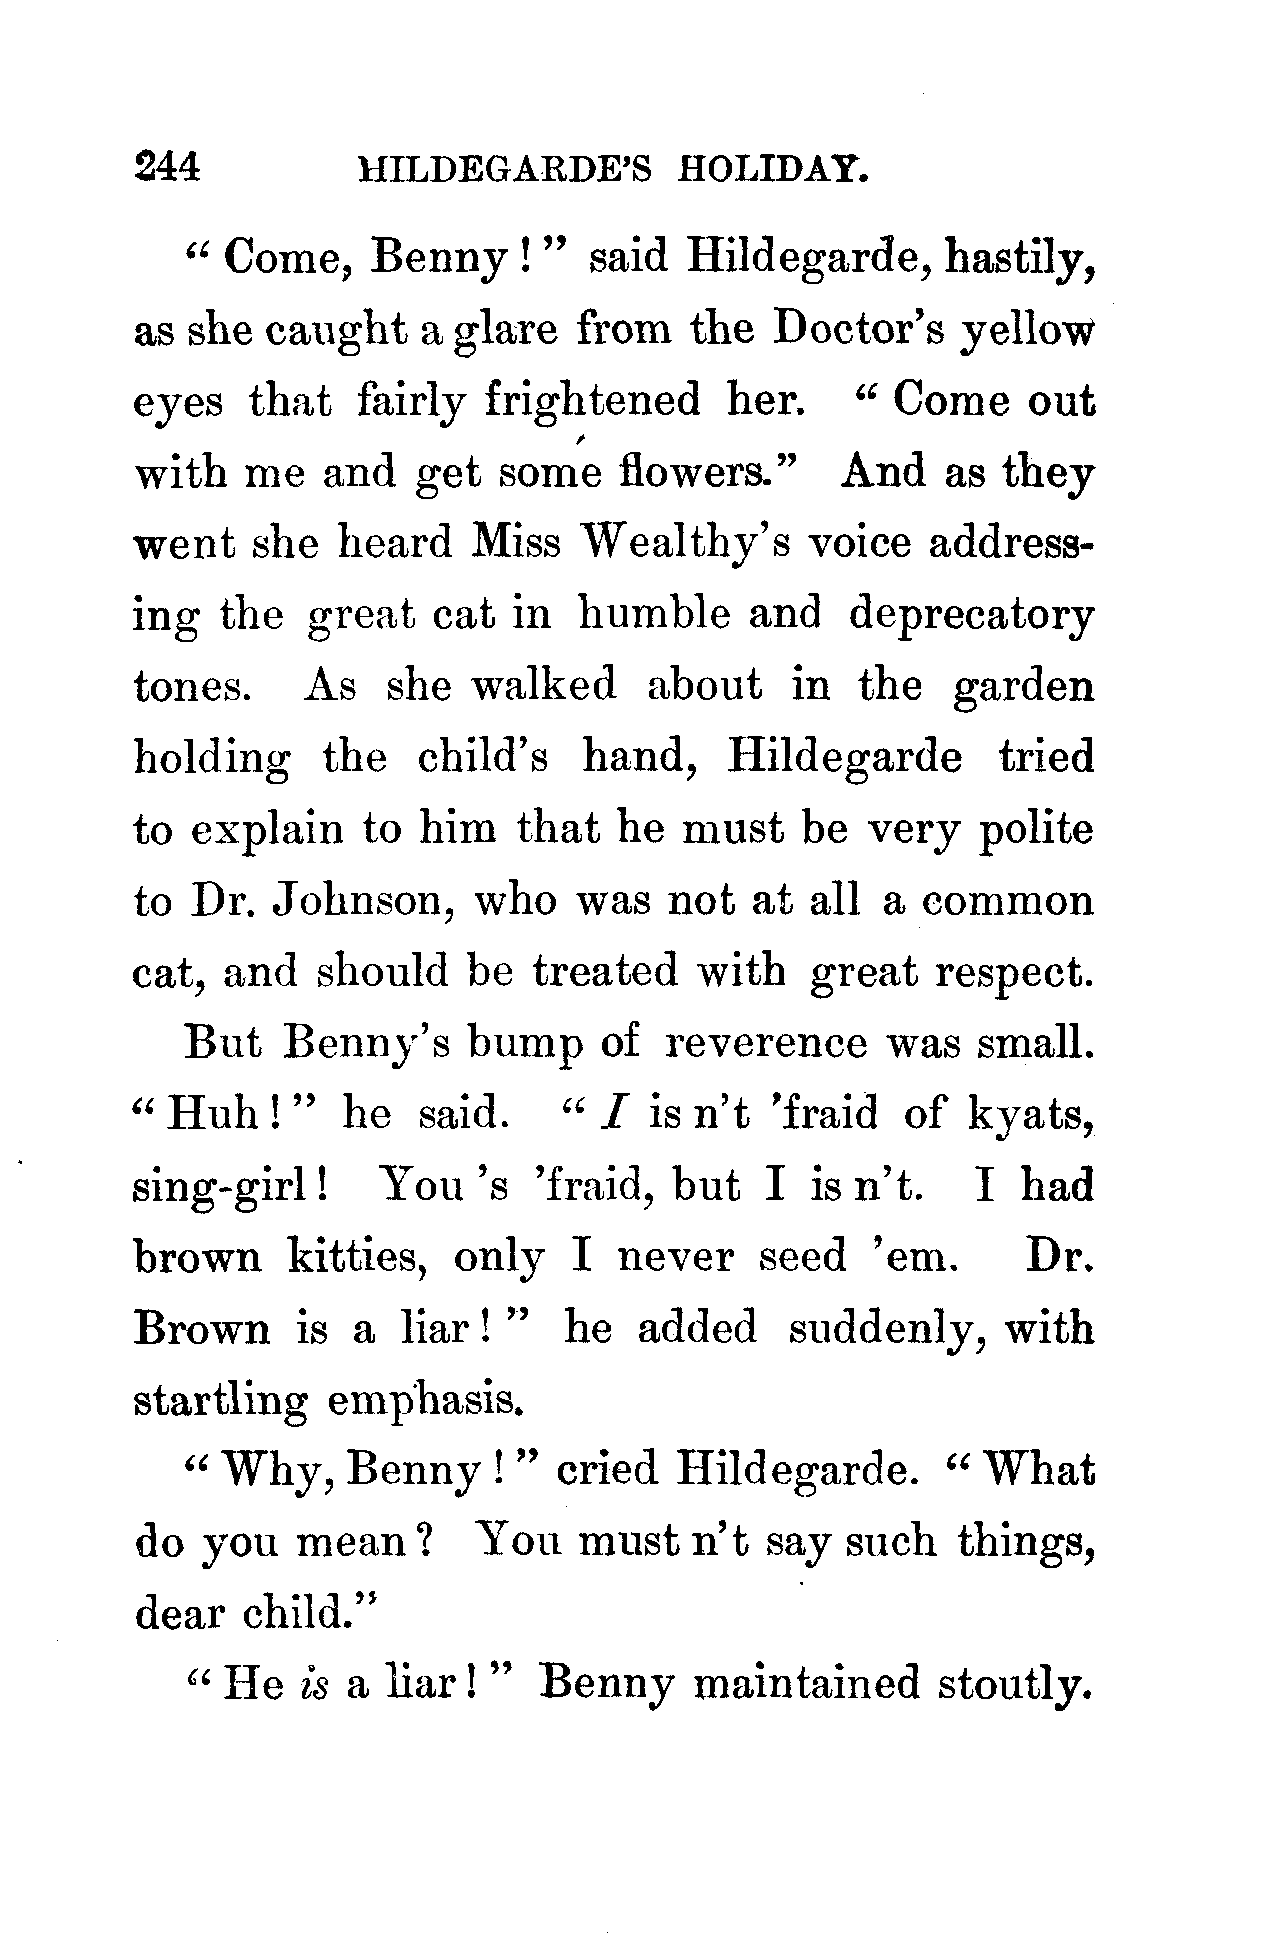 244 HILDEGARDE'S HOLIDAY.
“ Come, Benny ! ” said Hildegarde, hastily,
as she caught a glare from the Doctor's yellow
eyes that fairly frightened her. “ Come out
with me and get some flowers.” And as they
went she heard Miss Wealthy's voice address-
ing the great cat in humble and deprecatory
tones. As she walked about in the garden
holding the child's hand, Hildegarde tried
to explain to him that he must be very polite
to Dr. Johnson, who was not at all a common
cat, and should be treated with great respect.
But Benny's bump of reverence was small.
“ Huh ! ” he said. “ I is n't 'fraid of kyats,
sing-girl ! You 's 'fraid, but I is n't. I had
brown kitties, only I never seed 'em. Dr.
Brown is a liar ! ” he added suddenly, with
startling emphasis.
“ Why, Benny ! ” cried Hildegarde. “ What
do you mean ? You must n't say such things,
dear child.”
“ He is a liar ! ” Benny maintained stoutly.